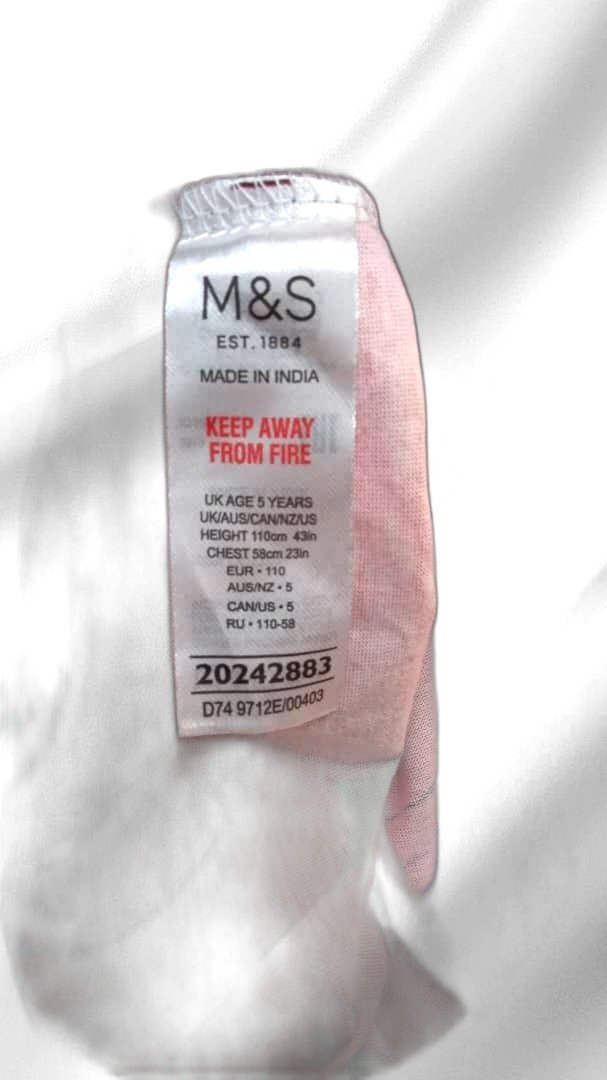 M&S
EST. 1884
MADE IN INDIA
KEEP AWAY
FROM FIRE
UK AGE 5 YEARS
UK/AUS/CAN/NZ/US
HEIGHT 110cm 43in
CHEST 58cm 23in
EUR • 110
AUS/NZ • 5
CAN/US • 5
RU • 110-58
20242883
D74 9712E/00403